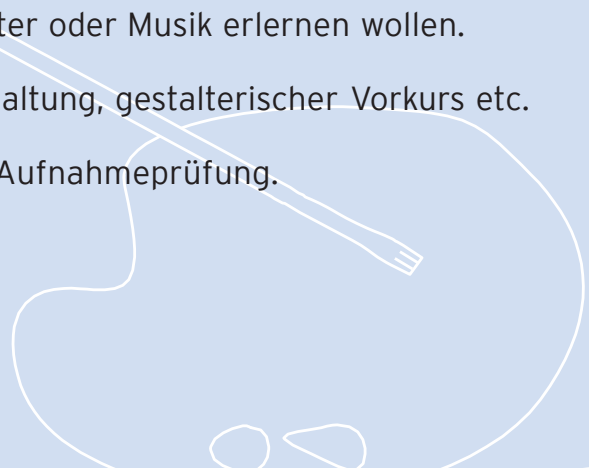 ter oder Musik erlernen wollen.
altung, gestalterischer Vorkurs etc.
Aufnahmeprüfung.